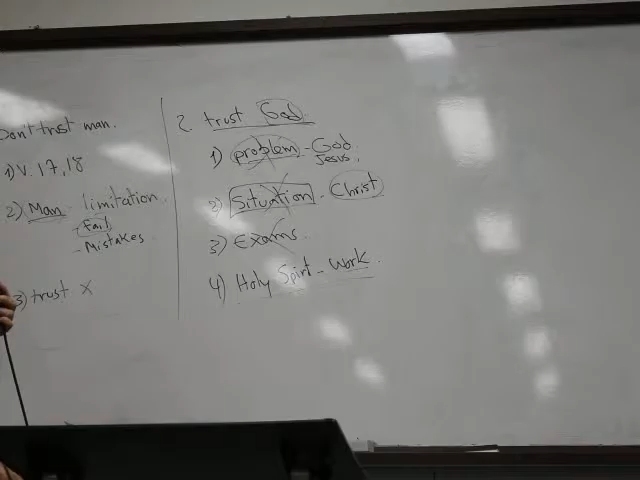 Don't trust man.
1) V. 17, 18
2) Man - limitation.
- Fail
- Mistakes
3) trust X
2. trust God
1) problem - God
Jesus.
2) Situation - Christ
3) Exams
4) Holy Spirt - work.